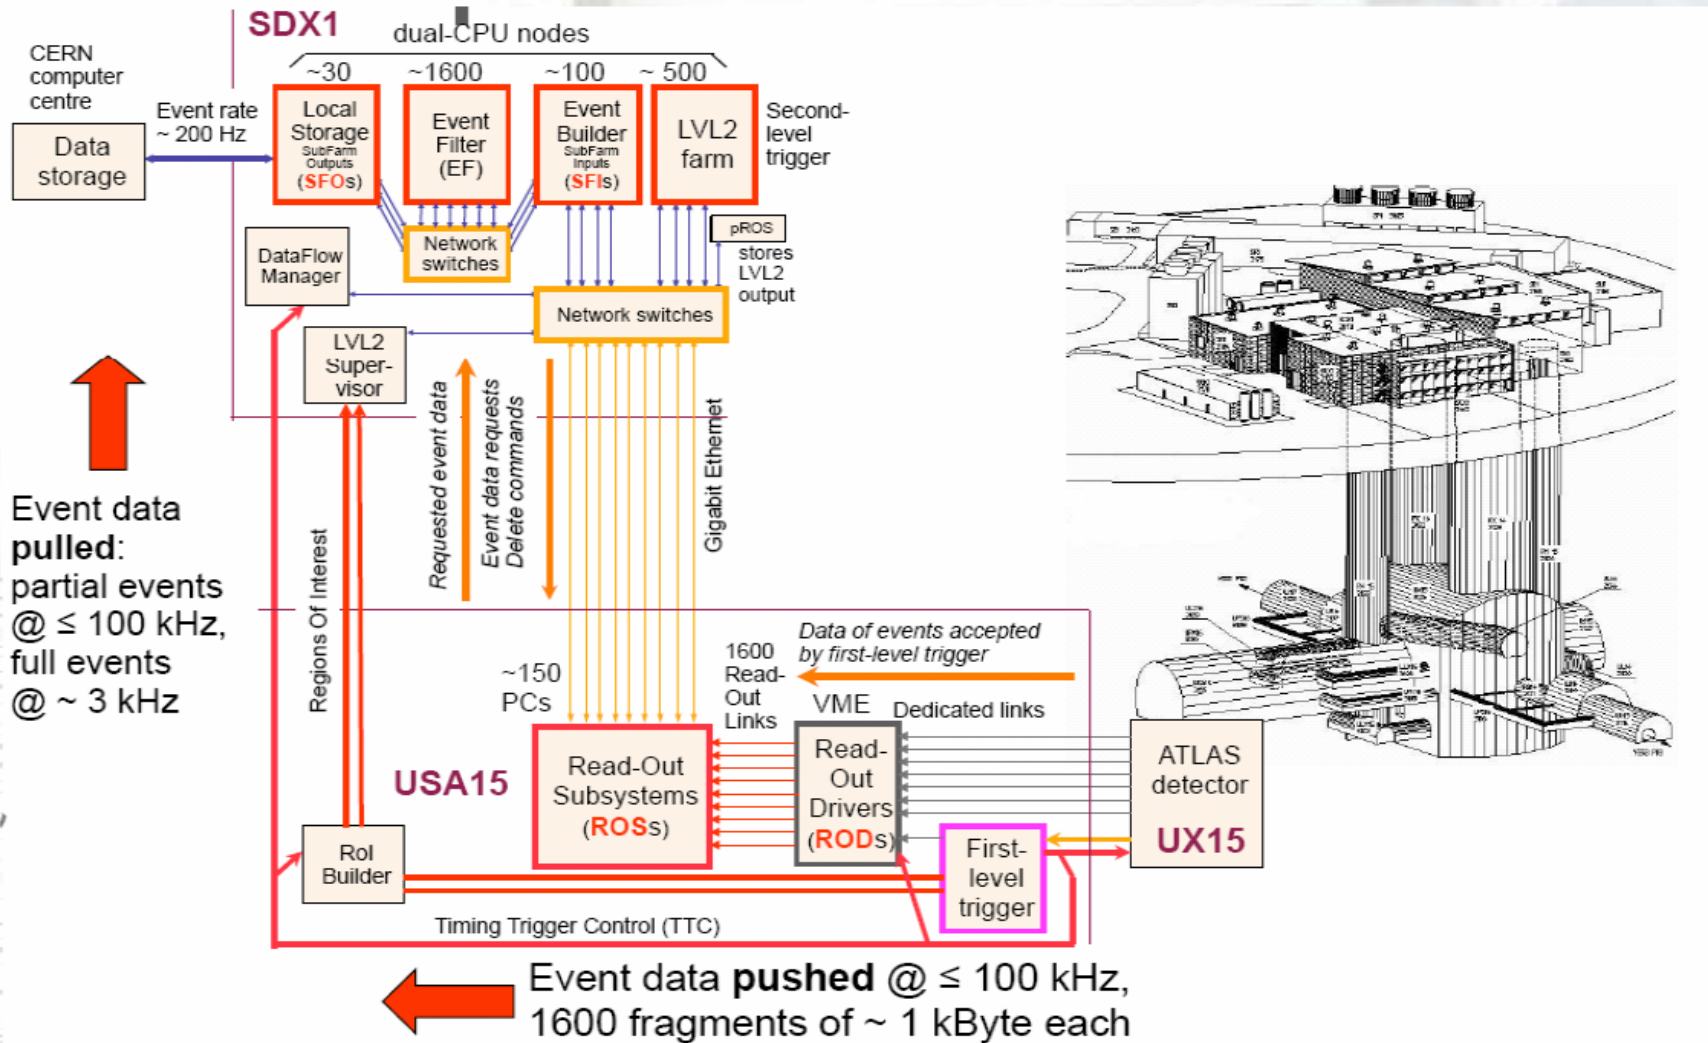 SDX1
dual-CPU nodes
CERN
computer
centre
~30
~1600
~100
~ 500
Event rate
~ 200 Hz
Data
storage
Local
Storage
SubFarm
Outputs
(SFOs)
Event
Filter
(EF)
Event
Builder
SubFarm
Inputs
(SFIs)
LVL2
farm
Second-
level
trigger
pROS
stores
LVL2
output
Network
switches
DataFlow
Manager
Network switches
LVL2
Super-
visor
Requested event data
Event data requests
Delete commands
Gigabit Ethernet
Event data
pulled:
partial events
@ ≤ 100 kHz,
full events
@ ~ 3 kHz
Regions Of Interest
~150
PCs
1600
Read-
Out
Links
Data of events accepted
by first-level trigger
VME
Dedicated links
USA15
Read-Out
Subsystems
(ROSs)
Read-
Out
Drivers
(RODs)
ATLAS
detector
UX15
First-
level
trigger
RoI
Builder
Timing Trigger Control (TTC)
Event data pushed @ ≤ 100 kHz,
1600 fragments of ~ 1 kByte each